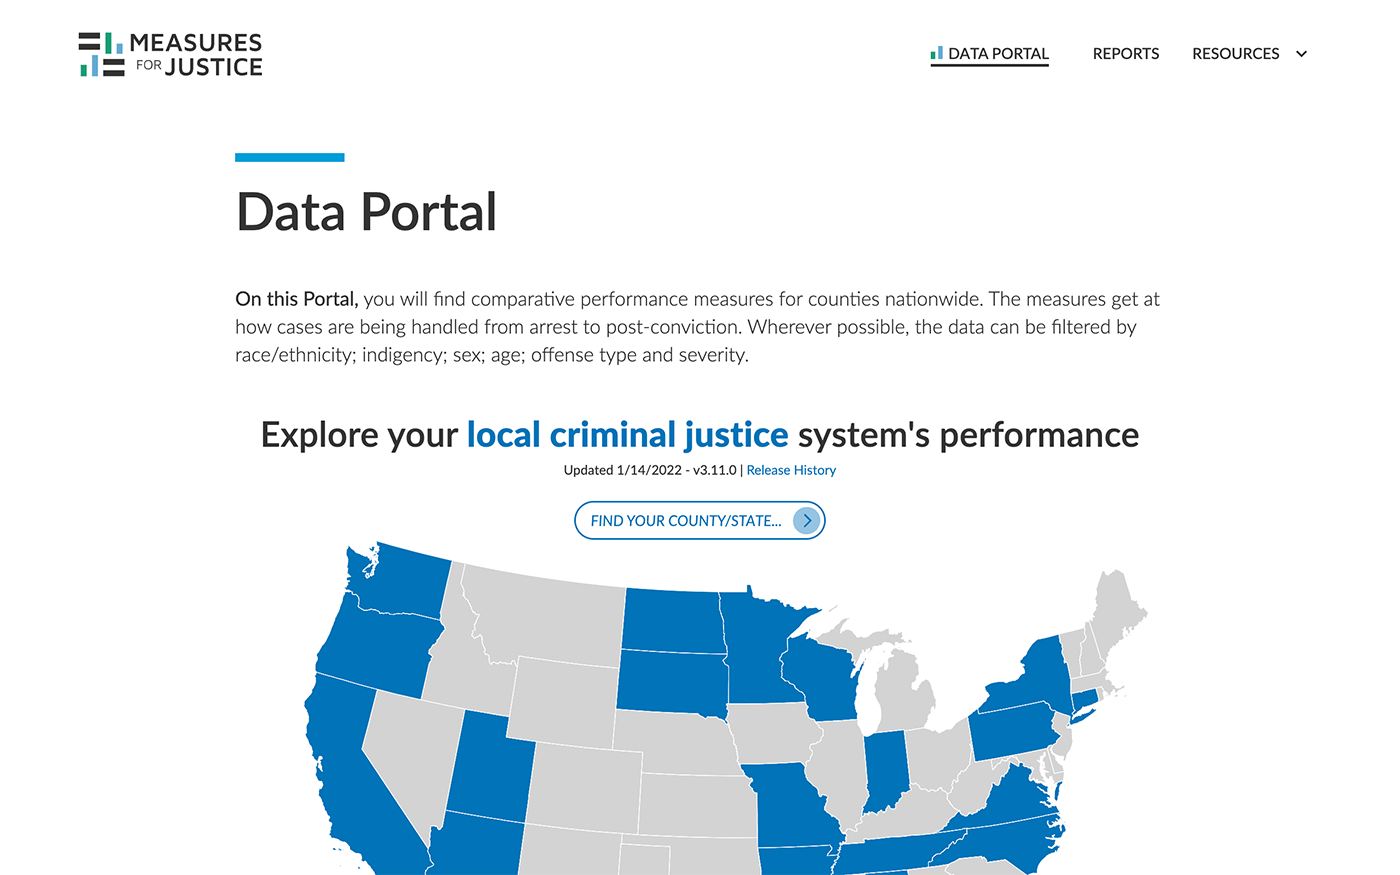 MEASURES
FOR JUSTICE
DATA PORTAL
REPORTS
RESOURCES
Data Portal
On this Portal, you will find comparative performance measures for counties nationwide. The measures get at
how cases are being handled from arrest to post-conviction. Wherever possible, the data can be filtered by
race/ethnicity; indigency; sex; age; offense type and severity.
Explore your local criminal justice system's performance
Updated 1/14/2022 - v3.11.0 | Release History
FIND YOUR COUNTY/STATE...